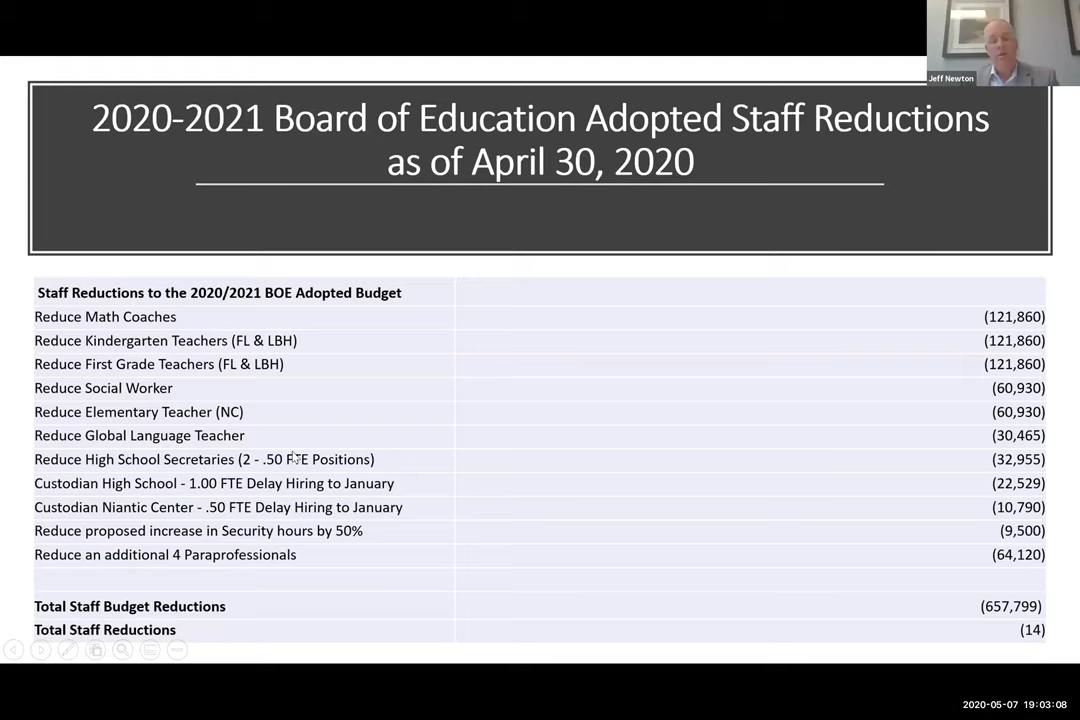 Jeff Newton
2020-2021 Board of Education Adopted Staff Reductions
as of April 30, 2020
Staff Reductions to the 2020/2021 BOE Adopted Budget
Reduce Math Coaches (121,860)
Reduce Kindergarten Teachers (FL & LBH) (121,860)
Reduce First Grade Teachers (FL & LBH) (121,860)
Reduce Social Worker (60,930)
Reduce Elementary Teacher (NC) (60,930)
Reduce Global Language Teacher (30,465)
Reduce High School Secretaries (2 - .50 FTE Positions) (32,955)
Custodian High School - 1.00 FTE Delay Hiring to January (22,529)
Custodian Niantic Center - .50 FTE Delay Hiring to January (10,790)
Reduce proposed increase in Security hours by 50% (9,500)
Reduce an additional 4 Paraprofessionals (64,120)
Total Staff Budget Reductions (657,799)
Total Staff Reductions (14)
2020-05-07 19:03:08